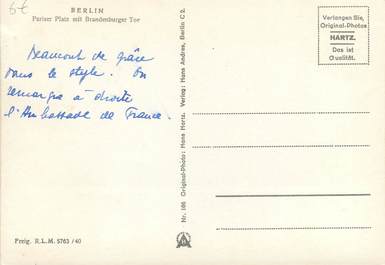 6€
BERLIN
Pariser Platz mit Brandenburger Tor
Beaucoup de grâce
dans le style. On
remarque à droite
l'Ambassade de France.
Freig. R.L.M. 5763/40
Nr. 186 Original-Photo: Hans Hartz. Verlag: Hans Andres, Berlin C 2.
Verlangen Sie,
Original-Photos
HARTZ.
Das ist
Qualität.